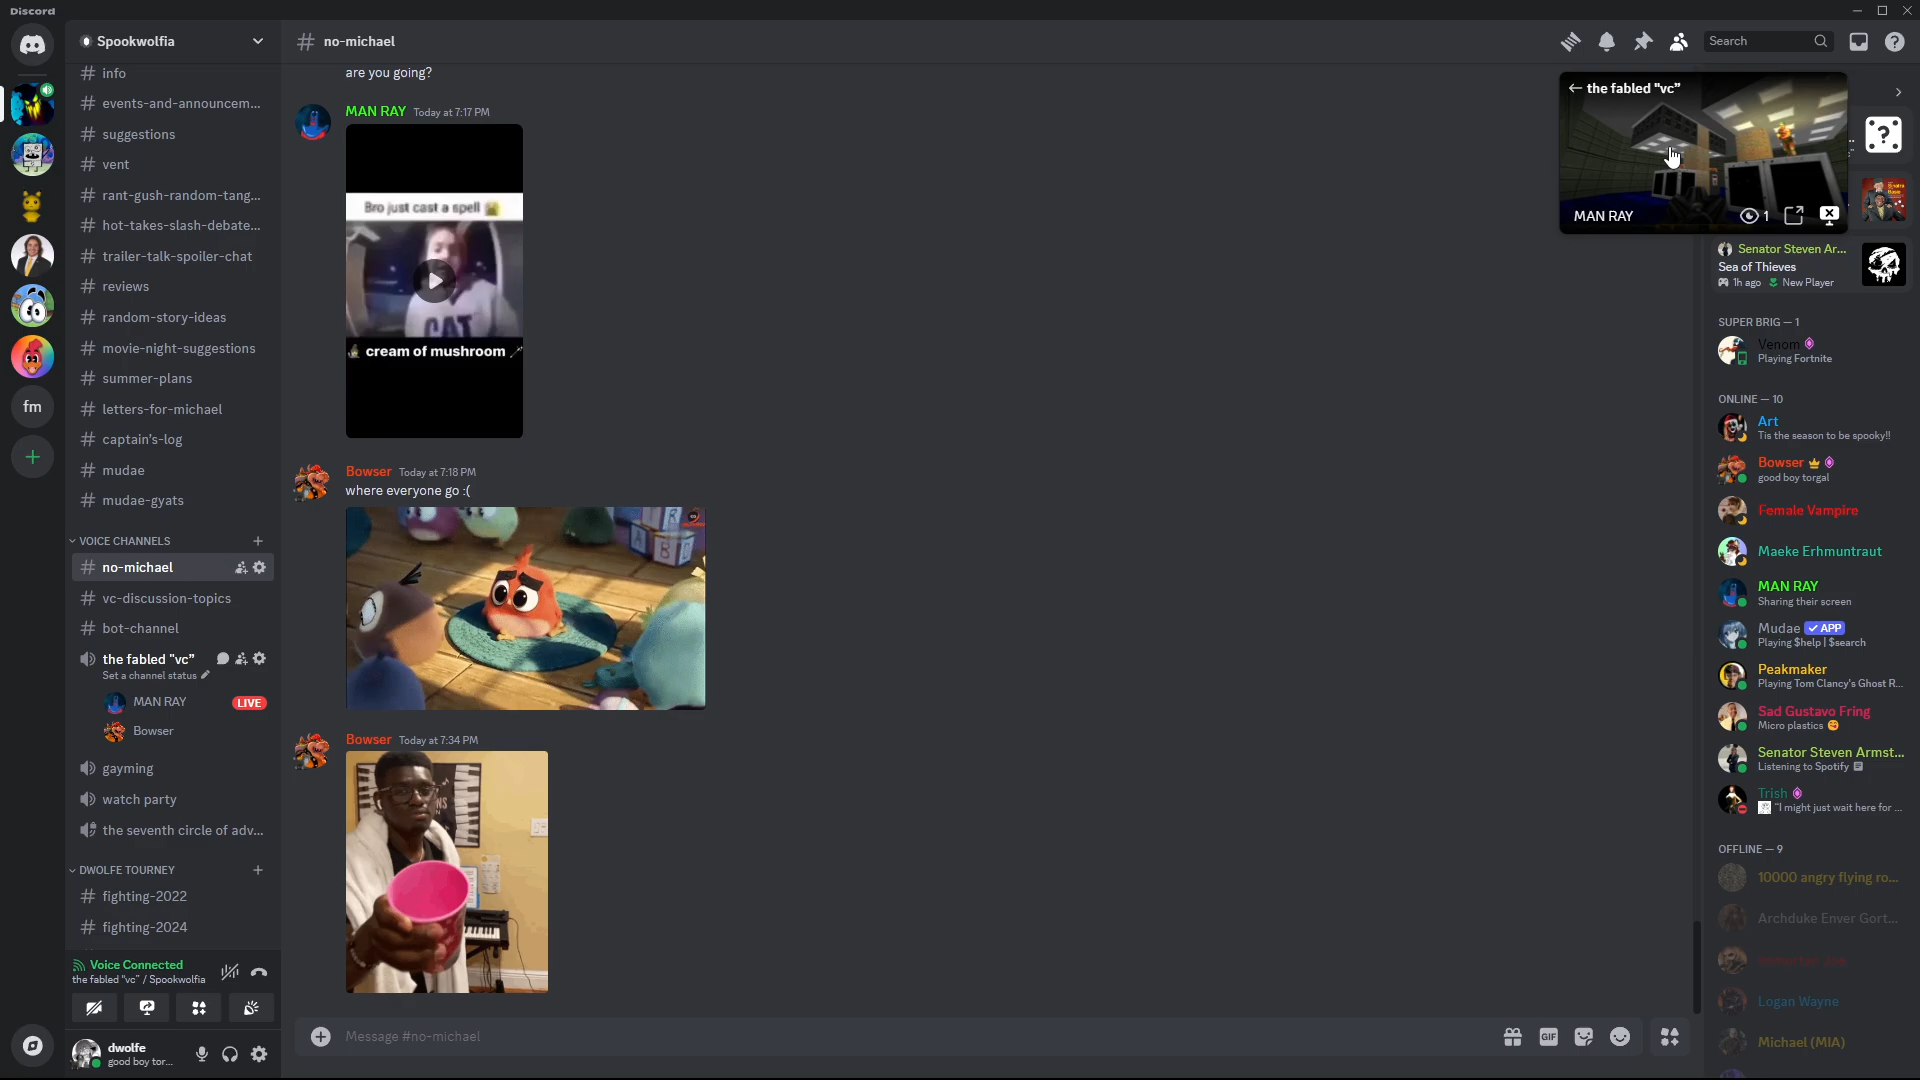 Discord
Spookwolfia
info
events-and-announcem...
suggestions
vent
rant-gush-random-tang...
hot-takes-slash-debate...
trailer-talk-spoiler-chat
reviews
random-story-ideas
movie-night-suggestions
summer-plans
letters-for-michael
captain's-log
mudae
mudae-gyats
VOICE CHANNELS
no-michael
vc-discussion-topics
bot-channel
the fabled "vc"
Set a channel status
MAN RAY LIVE
Bowser
gayming
watch party
the seventh circle of adv...
DWOLFE TOURNEY
fighting-2022
fighting-2024
Voice Connected
the fabled "vc" / Spookwolfia
dwolfe
good boy tor...
fm
# no-michael
Search
are you going?
MAN RAY Today at 7:17 PM
Bro just cast a spell
CAT
cream of mushroom
Bowser Today at 7:18 PM
where everyone go :(
Bowser Today at 7:34 PM
Message #no-michael
GIF
the fabled "vc"
MAN RAY 1
Senator Steven Ar...
Sea of Thieves
1h ago New Player
SUPER BRIG — 1
Venom
Playing Fortnite
ONLINE — 10
Art
Tis the season to be spooky!!
Bowser
good boy torgal
Female Vampire
Maeke Erhmuntraut
MAN RAY
Sharing their screen
Mudae APP
Playing $help | $search
Peakmaker
Playing Tom Clancy's Ghost R...
Sad Gustavo Fring
Micro plastics
Senator Steven Armst...
Listening to Spotify
Trish
"I might just wait here for ...
OFFLINE — 9
10000 angry flying ro...
Archduke Enver Gort...
Logan Wayne
Michael (MIA)